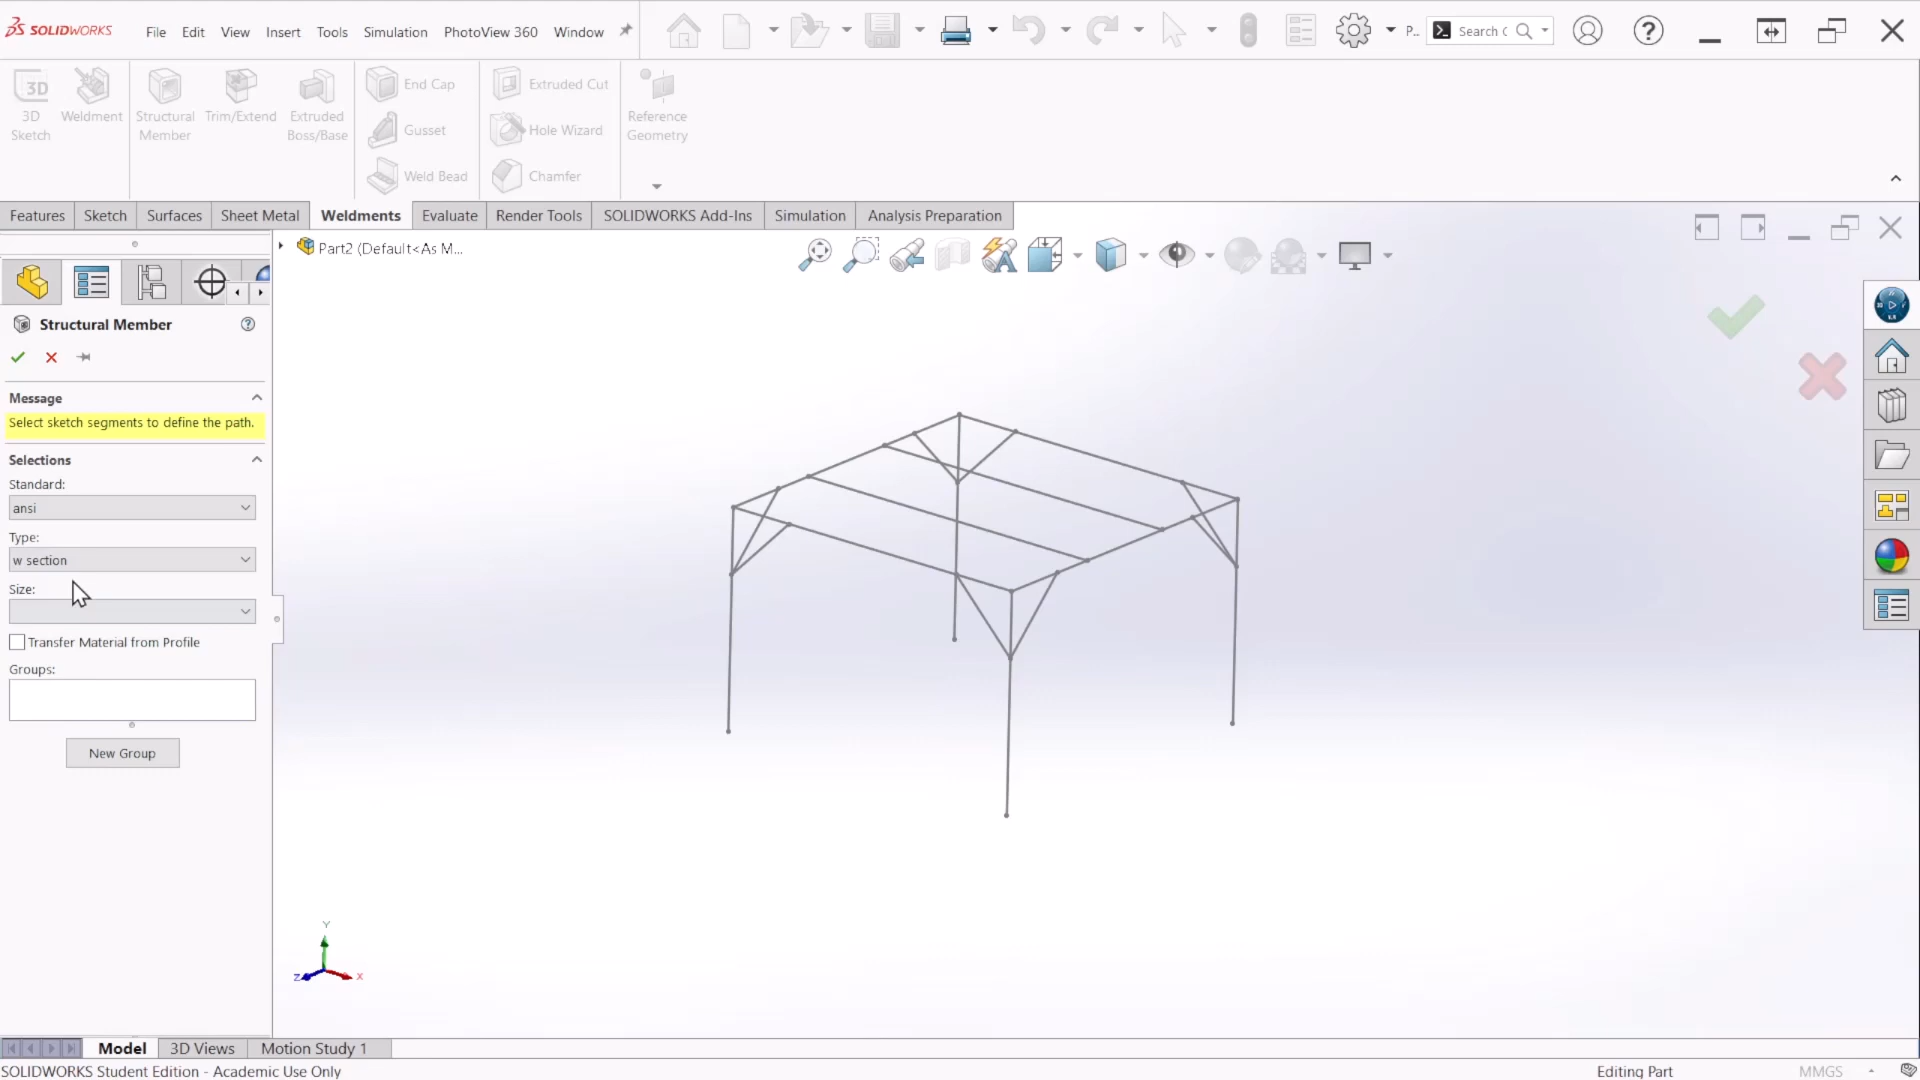 SOLIDWORKS
File Edit View Insert Tools Simulation PhotoView 360 Window
P..
Search C
3D
3D Sketch
Weldment
Structural Member
Trim/Extend
Extruded Boss/Base
End Cap
Gusset
Weld Bead
Extruded Cut
Hole Wizard
Chamfer
Reference Geometry
Features Sketch Surfaces Sheet Metal Weldments Evaluate Render Tools SOLIDWORKS Add-Ins Simulation Analysis Preparation
Part2 (Default<As M...
Structural Member
Message
Select sketch segments to define the path.
Selections
Standard:
ansi
Type:
w section
Size:
Transfer Material from Profile
Groups:
New Group
Y
Z
X
Model 3D Views Motion Study 1
SOLIDWORKS Student Edition - Academic Use Only
Editing Part
MMGS